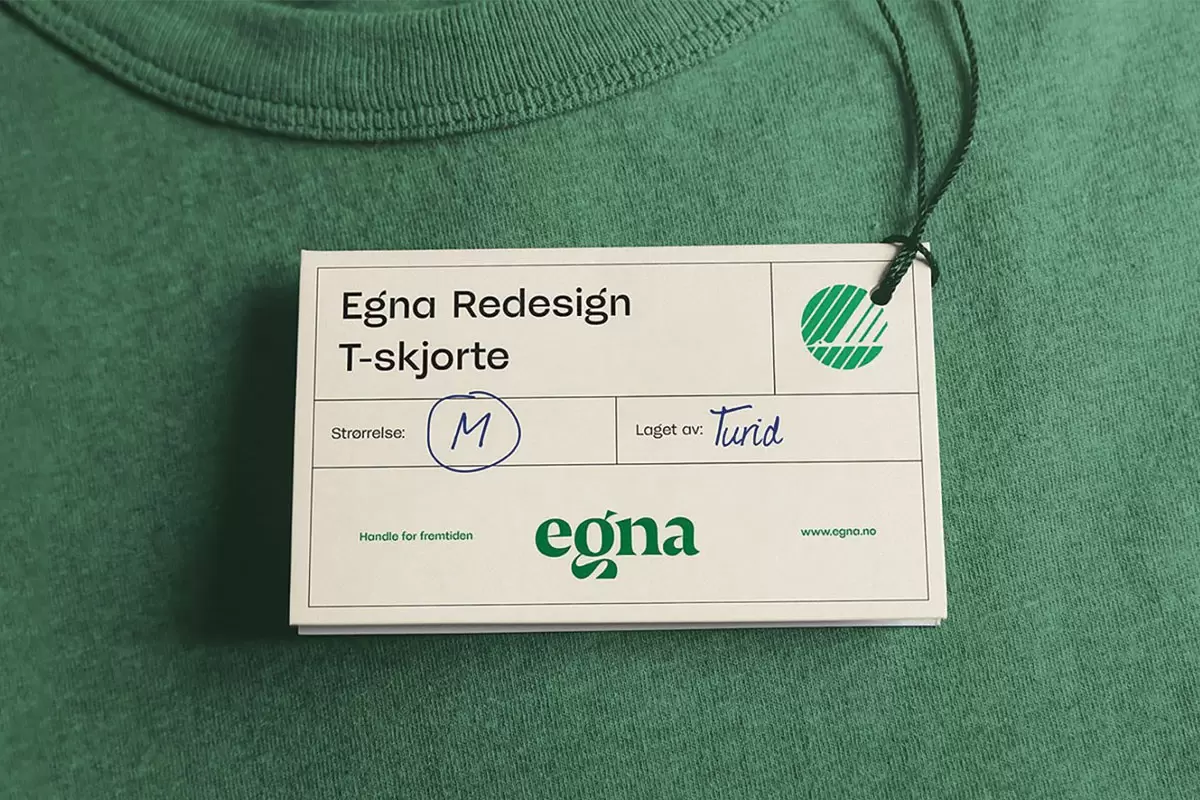 Egna Redesign
T-skjorte
Strørrelse: M
Laget av: Turid
Handle for fremtiden
egna
www.egna.no